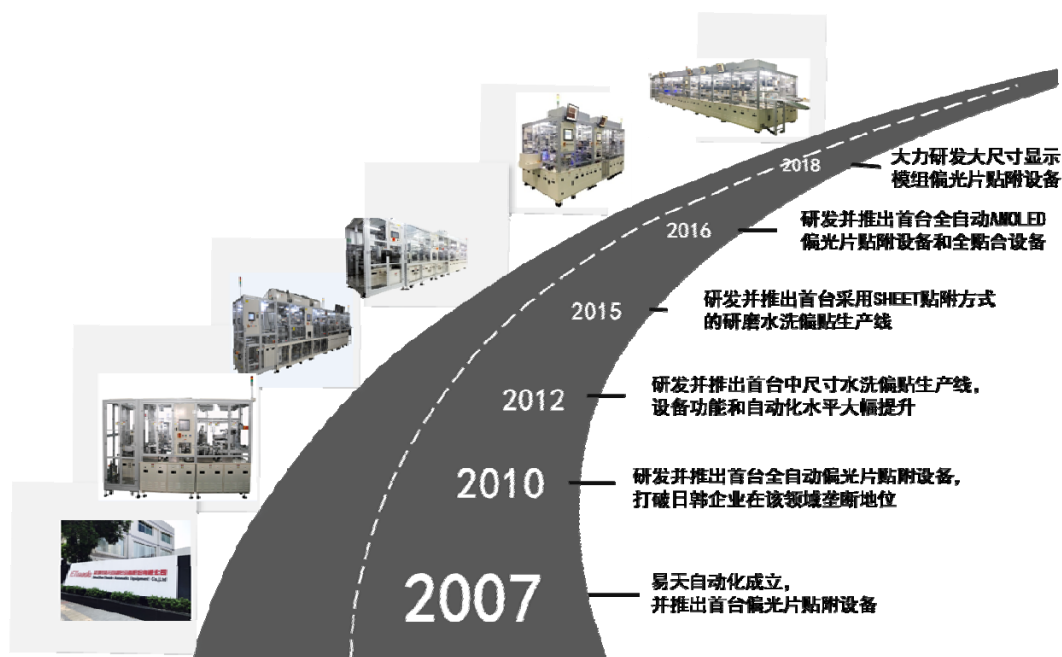 2018
大力研发大尺寸显示
模组偏光片贴附设备
2016
研发并推出首台全自动AMOLED
偏光片贴附设备和全贴合设备
2015
研发并推出首台采用SHEET贴附方式
的研磨水洗偏贴生产线
2012
研发并推出首台中尺寸水洗偏贴生产线，
设备功能和自动化水平大幅提升
2010
研发并推出首台全自动偏光片贴附设备，
打破日韩企业在该领域垄断地位
2007
易天自动化成立，
并推出首台偏光片贴附设备